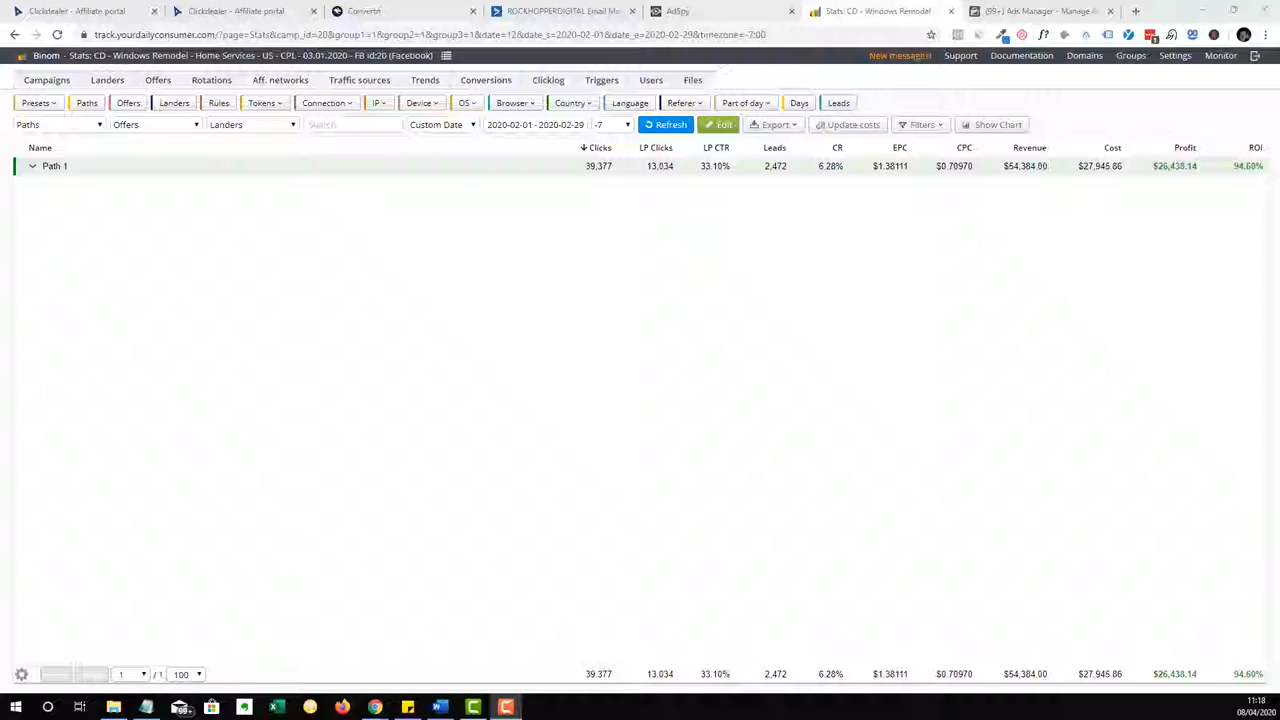 Clickdealer - Affiliate portal
Clickdealer - Affiliate portal
Convertri
ROCKHOPPERDIGITAL Email M
AdSpy
Stats: CD - Windows Remodel
(99+) Ads Manager - Manage A
track.yourdailyconsumer.com/?page=Stats&camp_id=20&group1=1&group2=1&group3=1&date=12&date_s=2020-02-01&date_e=2020-02-29&timezone=-7:00
Binom - Stats: CD - Windows Remodel - Home Services - US - CPL - 03.01.2020 - FB id:20 (Facebook)
New messages! Support Documentation Domains Groups Settings Monitor
Campaigns Landers Offers Rotations Aff. networks Traffic sources Trends Conversions Clicklog Triggers Users Files
Presets Paths Offers Landers Rules Tokens Connection IP Device OS Browser Country Language Referer Part of day Days Leads
Paths Offers Landers Search Custom Date 2020-02-01 - 2020-02-29 -7 Refresh Edit Export Update costs Filters Show Chart
Name Clicks LP Clicks LP CTR Leads CR EPC CPC Revenue Cost Profit ROI
Path 1 39,377 13,034 33.10% 2,472 6.28% $1.38111 $0.70970 $54,384.00 $27,945.86 $26,438.14 94.60%
1 / 1 100 39,377 13,034 33.10% 2,472 6.28% $1.38111 $0.70970 $54,384.00 $27,945.86 $26,438.14 94.60%
11:18
08/04/2020